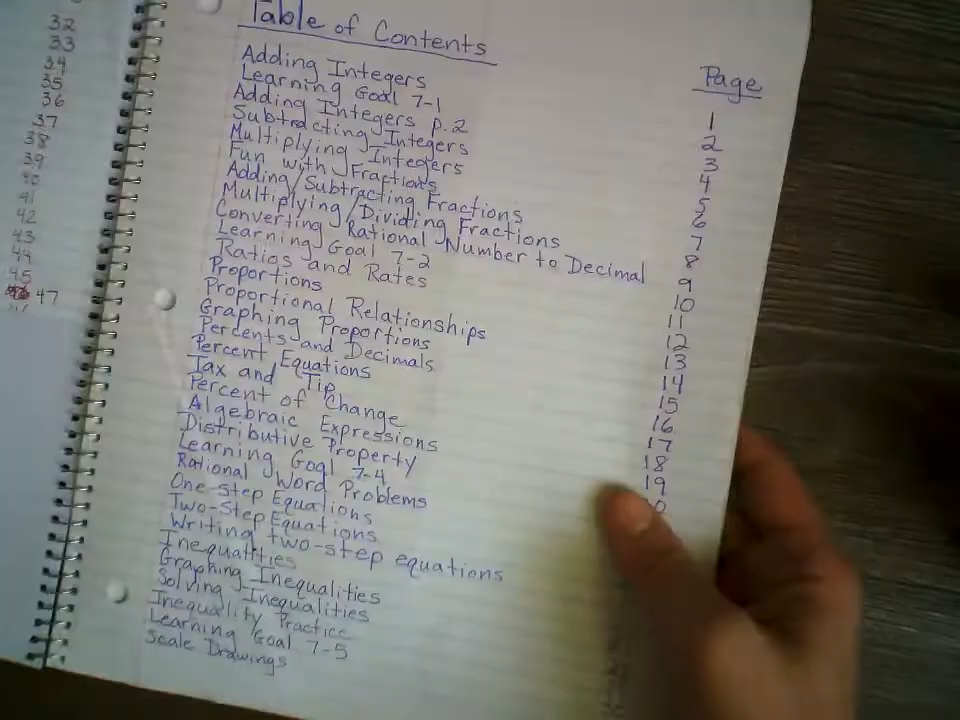 32
33
34
35
36
37
38
39
40
41
42
43
44
45
47
Table of Contents
Page
Adding Integers 1
Learning Goal 7-1 2
Adding Integers p.2 3
Subtracting Integers 4
Multiplying Integers 5
Fun with Fractions 6
Adding/Subtracting Fractions 7
Multiplying/Dividing Fractions 8
Converting Rational Number to Decimal 9
Learning Goal 7-2 10
Ratios and Rates 11
Proportions 12
Proportional Relationships 13
Graphing Proportions 14
Percents and Decimals 15
Percent Equations 16
Tax and Tip 17
Percent of Change 18
Algebraic Expressions 19
Distributive Property
Learning Goal 7-4
Rational Word Problems
One-step Equations
Two-Step Equations
Writing two-step equations
Inequalities
Graphing Inequalities
Solving Inequalities
Inequality Practice
Learning Goal 7-5
Scale Drawings